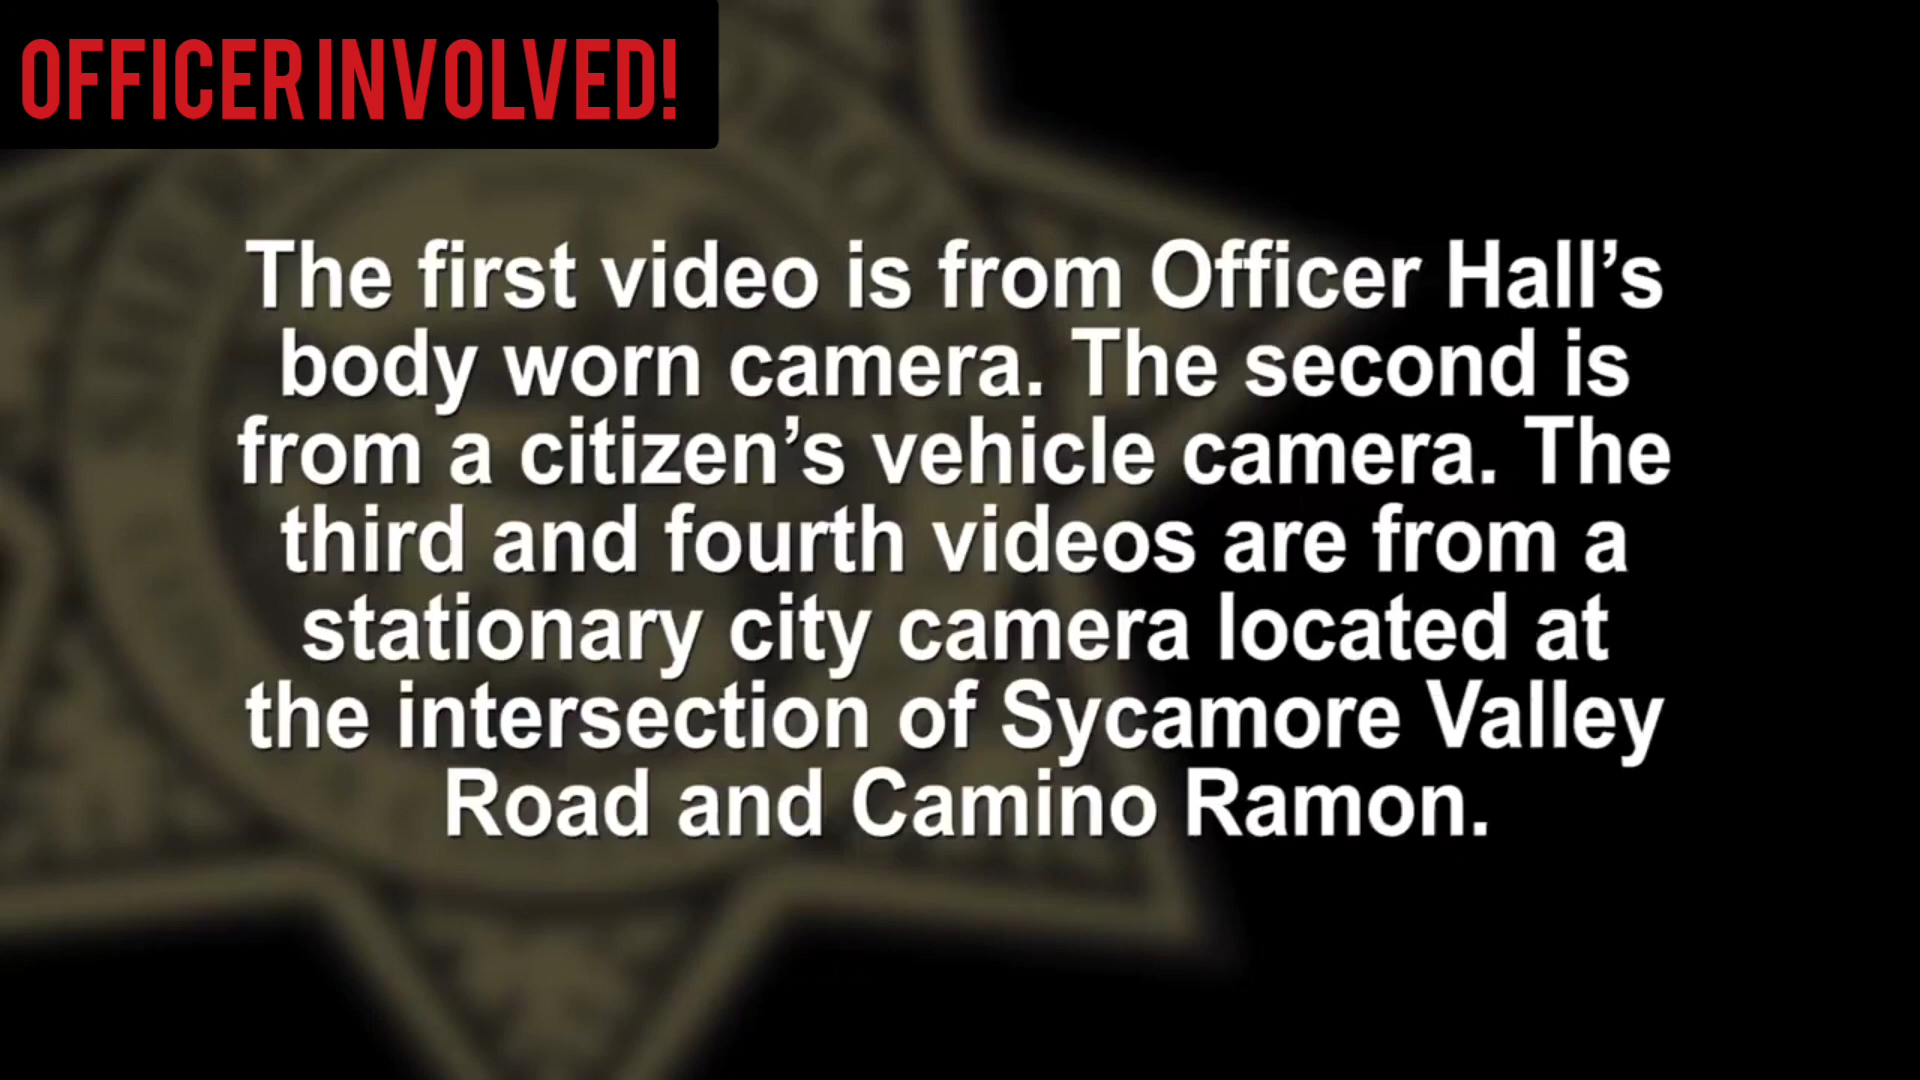 OFFICER INVOLVED!
The first video is from Officer Hall’s
body worn camera. The second is
from a citizen’s vehicle camera. The
third and fourth videos are from a
stationary city camera located at
the intersection of Sycamore Valley
Road and Camino Ramon.